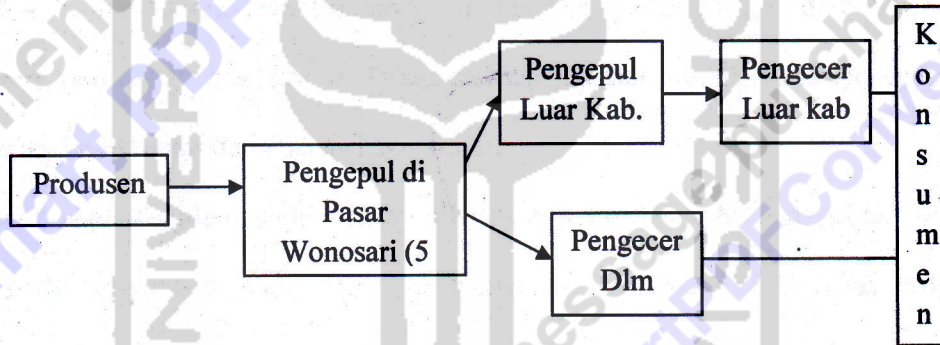 Produsen
Pengepul di
Pasar
Wonosari (5
Pengepul
Luar Kab.
Pengecer
Luar kab
Pengecer
Dlm
K
o
n
s
u
m
e
n